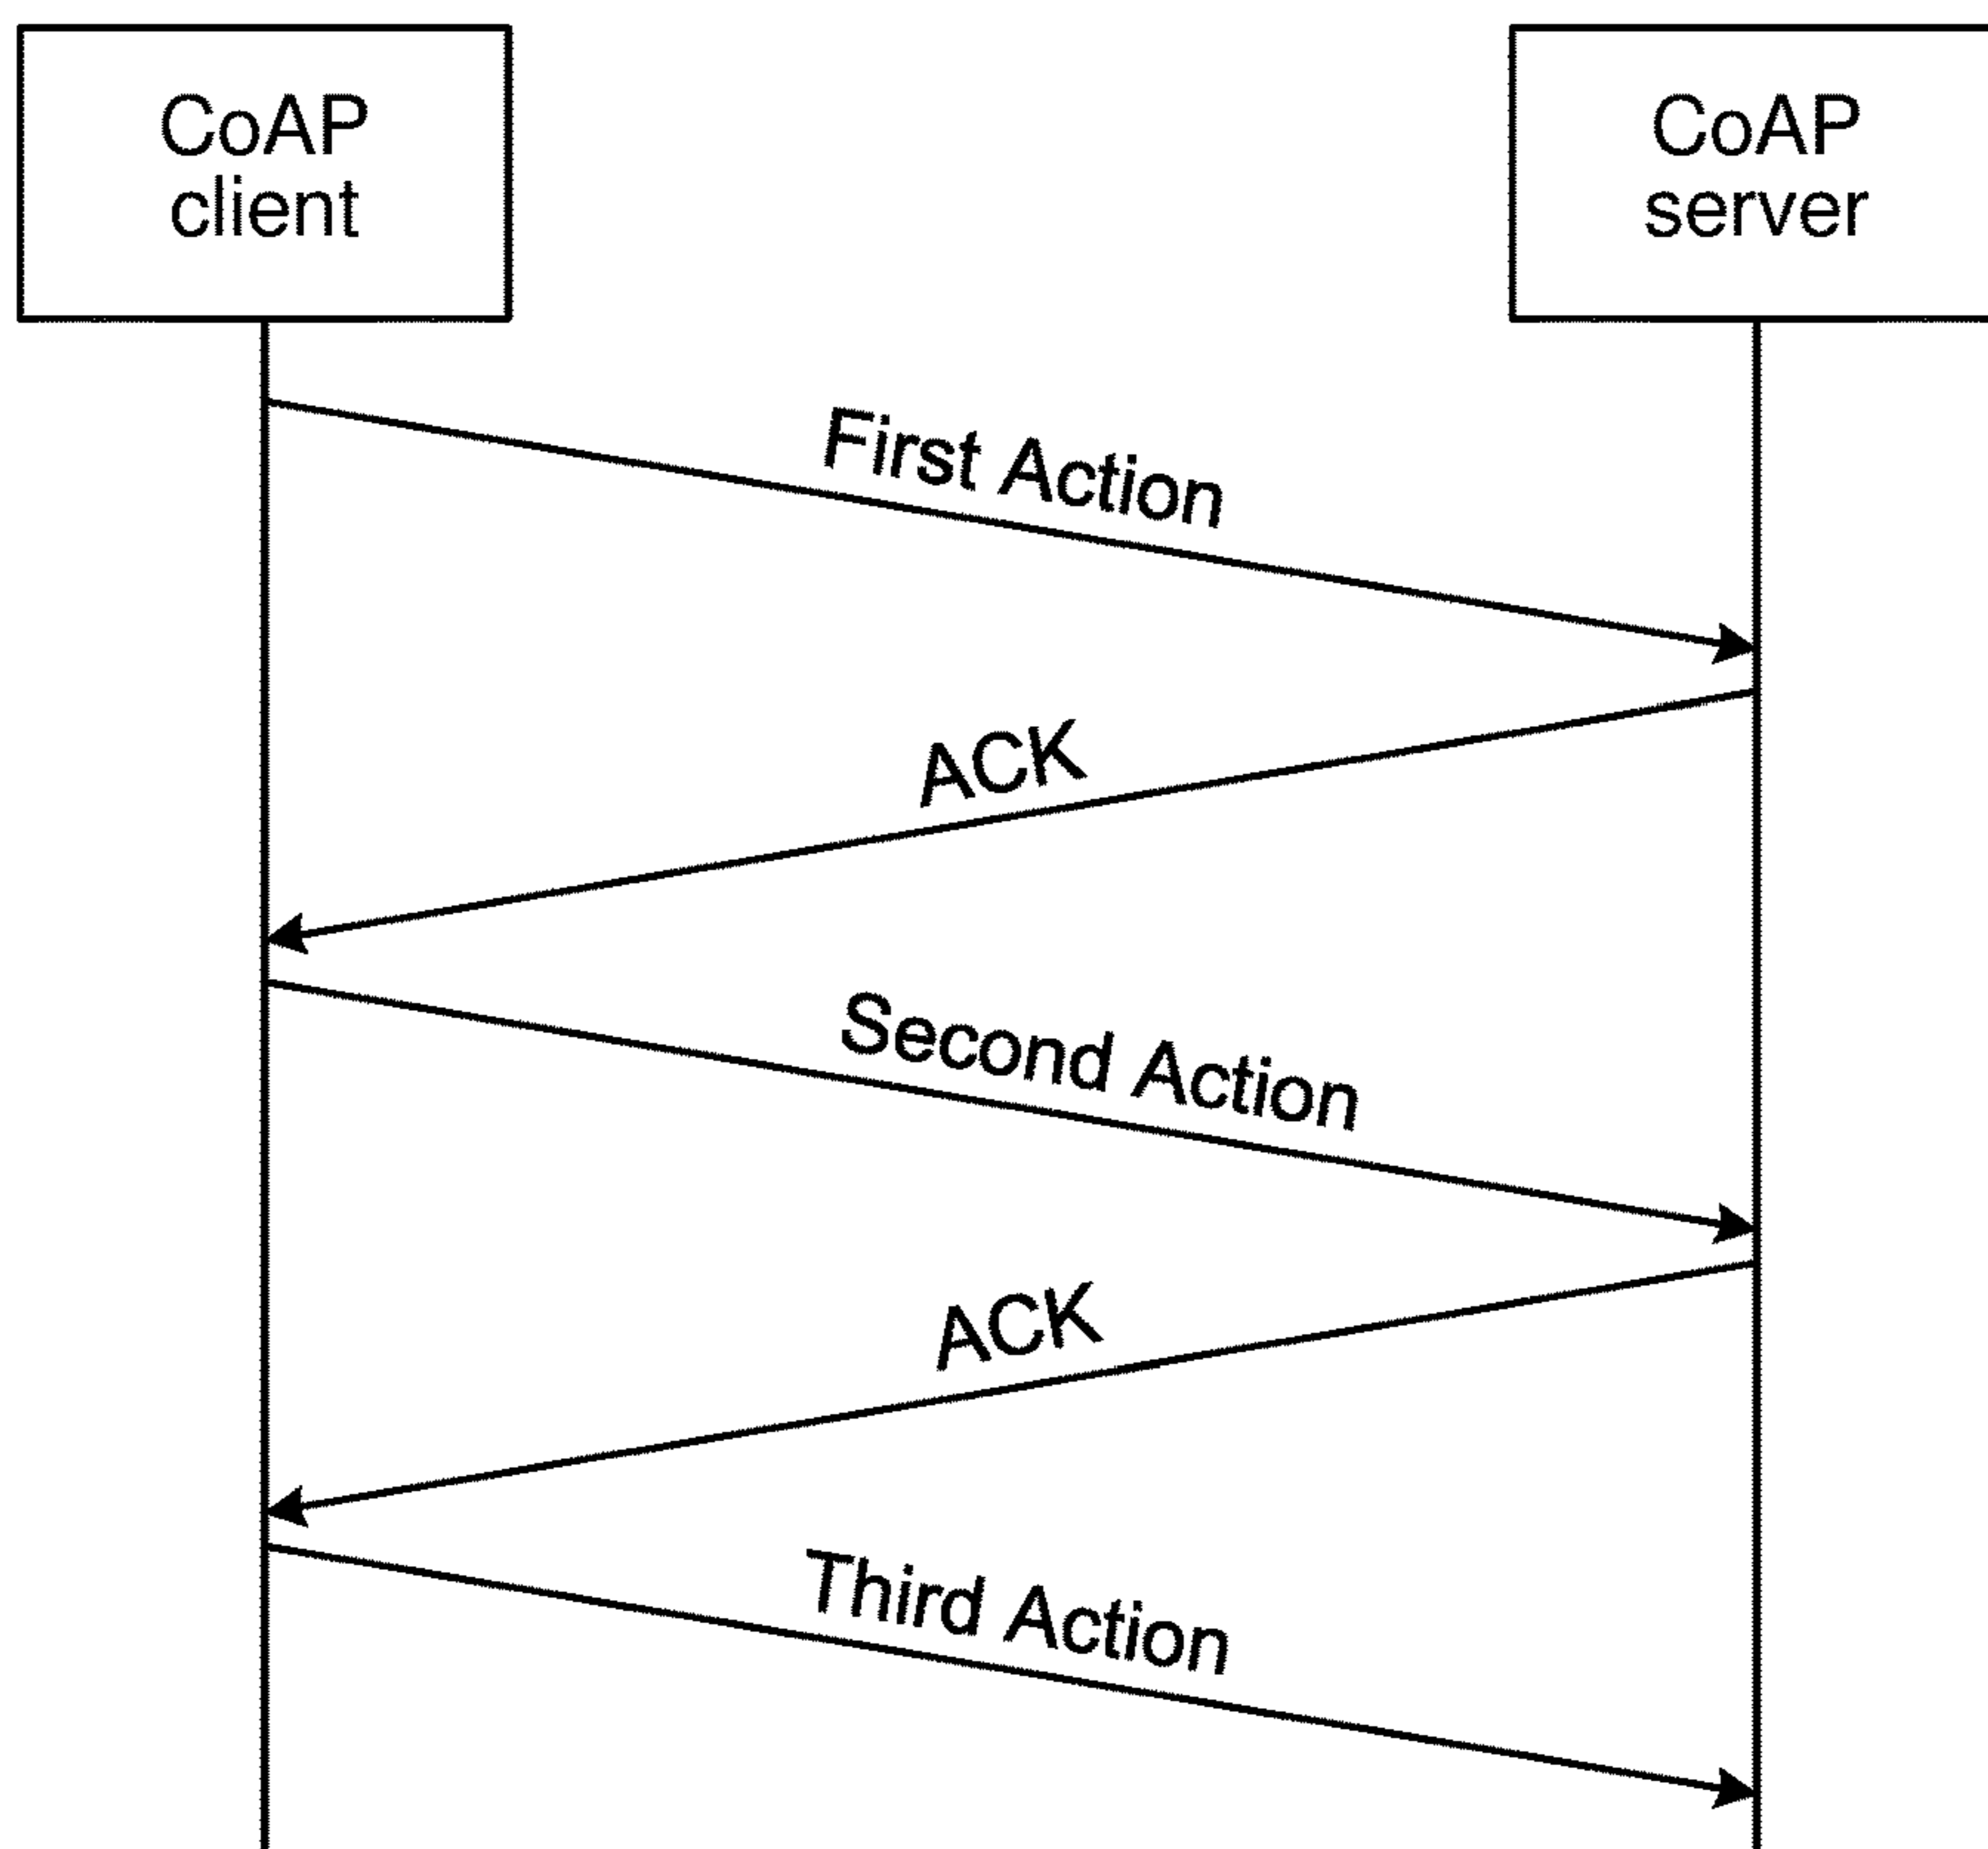 CoAP
client
CoAP
server
First Action
ACK
Second Action
ACK
Third Action